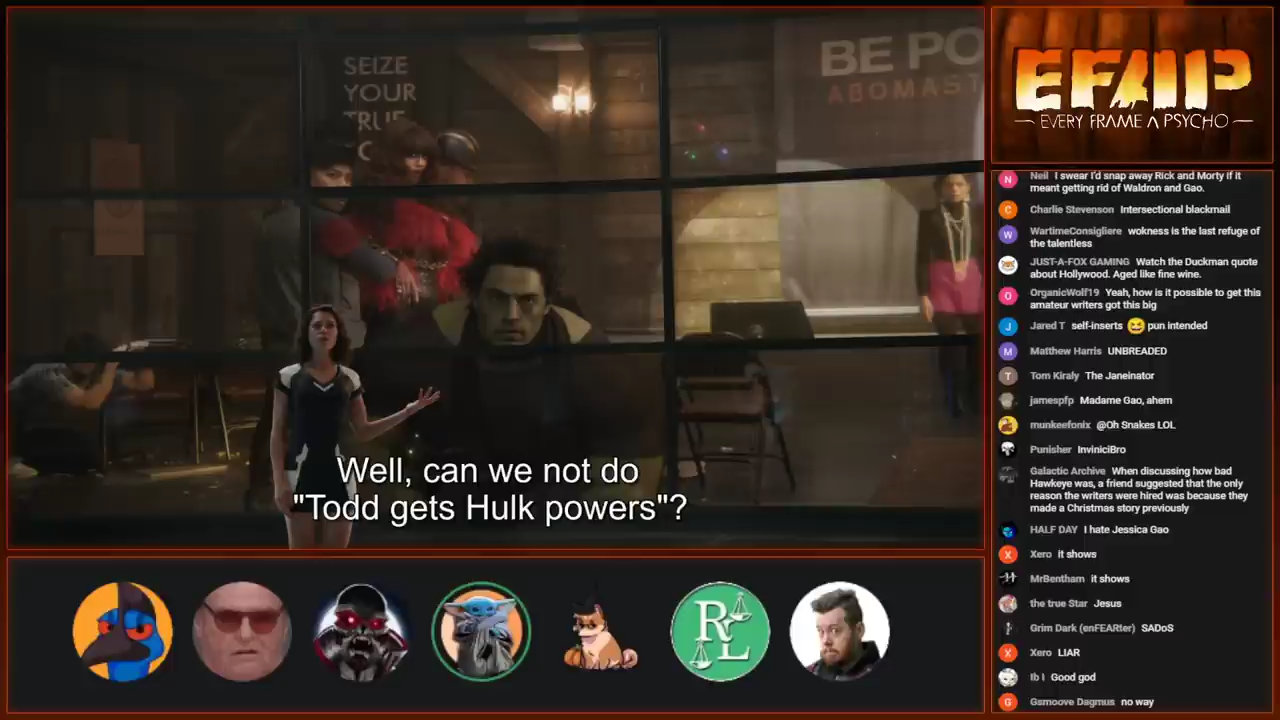 SEIZE
YOUR
TRUE
BE PO
ABOMAST
Well, can we not do
"Todd gets Hulk powers"?
EFAP
EVERY FRAME A PSYCHO
N Neil I swear I'd snap away Rick and Morty if it
meant getting rid of Waldron and Gao.
C Charlie Stevenson Intersectional blackmail
W WartimeConsigliere wokness is the last refuge of
the talentless
JUST-A-FOX GAMING Watch the Duckman quote
about Hollywood. Aged like fine wine.
O OrganicWolf19 Yeah, how is it possible to get this
amateur writers got this big
J Jared T self-inserts 😆 pun intended
M Matthew Harris UNBREADED
T Tom Kiraly The Janeinator
jamespfp Madame Gao, ahem
munkeefonix @Oh Snakes LOL
Punisher InviniciBro
Galactic Archive When discussing how bad
Hawkeye was, a friend suggested that the only
reason the writers were hired was because they
made a Christmas story previously
HALF DAY I hate Jessica Gao
X Xero it shows
MrBentham it shows
the true Star Jesus
Grim Dark (enFEARter) SADoS
X Xero LIAR
Ib I Good god
G Gsmoove Dagmus no way
RL